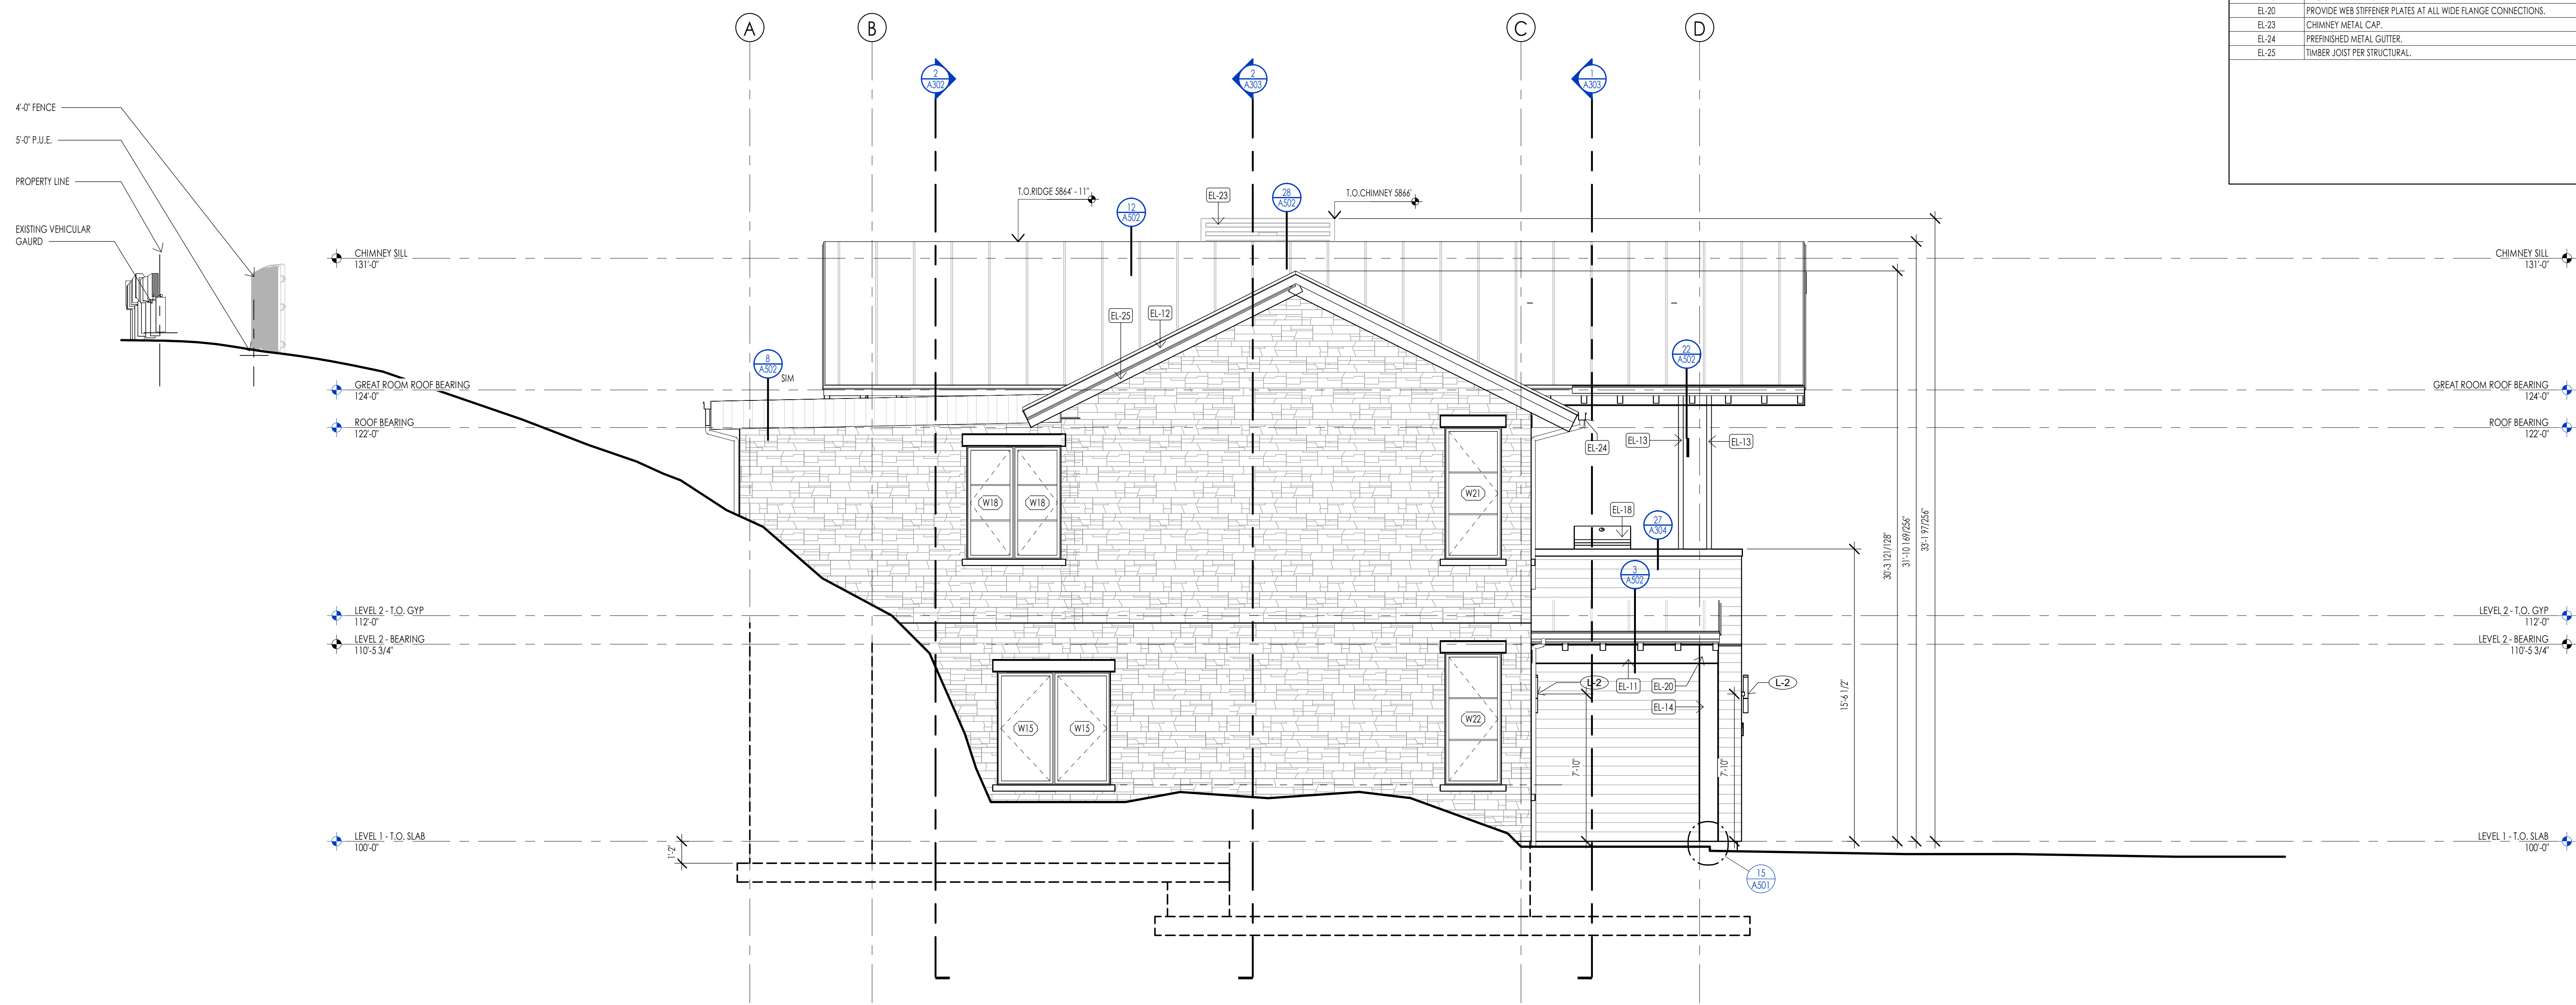 EL-20 PROVIDE WEB STIFFENER PLATES AT ALL WIDE FLANGE CONNECTIONS.
EL-23 CHIMNEY METAL CAP.
EL-24 PREFINISHED METAL GUTTER.
EL-25 TIMBER JOIST PER STRUCTURAL.
A
B
C
D
2
A302
2
A303
1
A303
4'-0" FENCE
5'-0" P.U.E.
PROPERTY LINE
EXISTING VEHICULAR
GAURD
T.O.RIDGE 5864' - 11"
12
A502
EL-23
28
A502
T.O.CHIMNEY 5866'
CHIMNEY SILL
131'-0"
CHIMNEY SILL
131'-0"
EL-25
EL-12
8
A502
SIM
22
A502
GREAT ROOM ROOF BEARING
124'-0"
GREAT ROOM ROOF BEARING
124'-0"
ROOF BEARING
122'-0"
ROOF BEARING
122'-0"
EL-24
EL-13
EL-13
W18
W18
W21
EL-18
27
A304
3
A502
30'-3 121/128"
31'-10 169/256"
33'-1 97/256"
LEVEL 2 - T.O. GYP
112'-0"
LEVEL 2 - T.O. GYP
112'-0"
LEVEL 2 - BEARING
110'-5 3/4"
LEVEL 2 - BEARING
110'-5 3/4"
L-2
EL-11
EL-20
L-2
EL-14
15'-6 1/2"
W15
W15
W22
7'-10"
7'-10"
LEVEL 1 - T.O. SLAB
100'-0"
LEVEL 1 - T.O. SLAB
100'-0"
1'-2"
15
A501